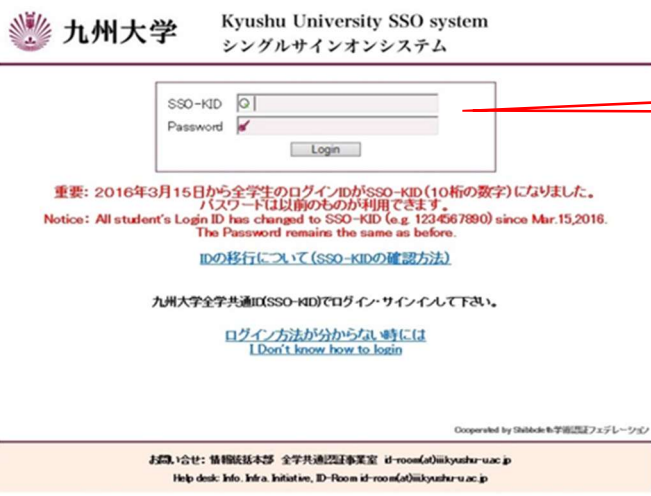 九州大学
Kyushu University SSO system
シングルサインオンシステム
SSO-KID
Password
Login
重要: 2016年3月15日から全学生のログインIDがSSO-KID(10桁の数字)になりました。
パスワードは以前のものが利用できます。
Notice: All student's Login ID has changed to SSO-KID (e.g. 1234567890) since Mar.15,2016.
The Password remains the same as before.
IDの移行について(SSO-KIDの確認方法)
九州大学全学共通ID(SSO-KID)でログイン・サインインして下さい。
ログイン方法が分からない時には
I Don't know how to login
Cooperated by Shibboleth学術認証フェデレーション
お問い合せ: 情報統括本部 全学共通認証事業室 id-room(at)iii.kyushu-u.ac.jp
Help desk: Info. Infra. Initiative, ID-Room id-room(at)iii.kyushu-u.ac.jp